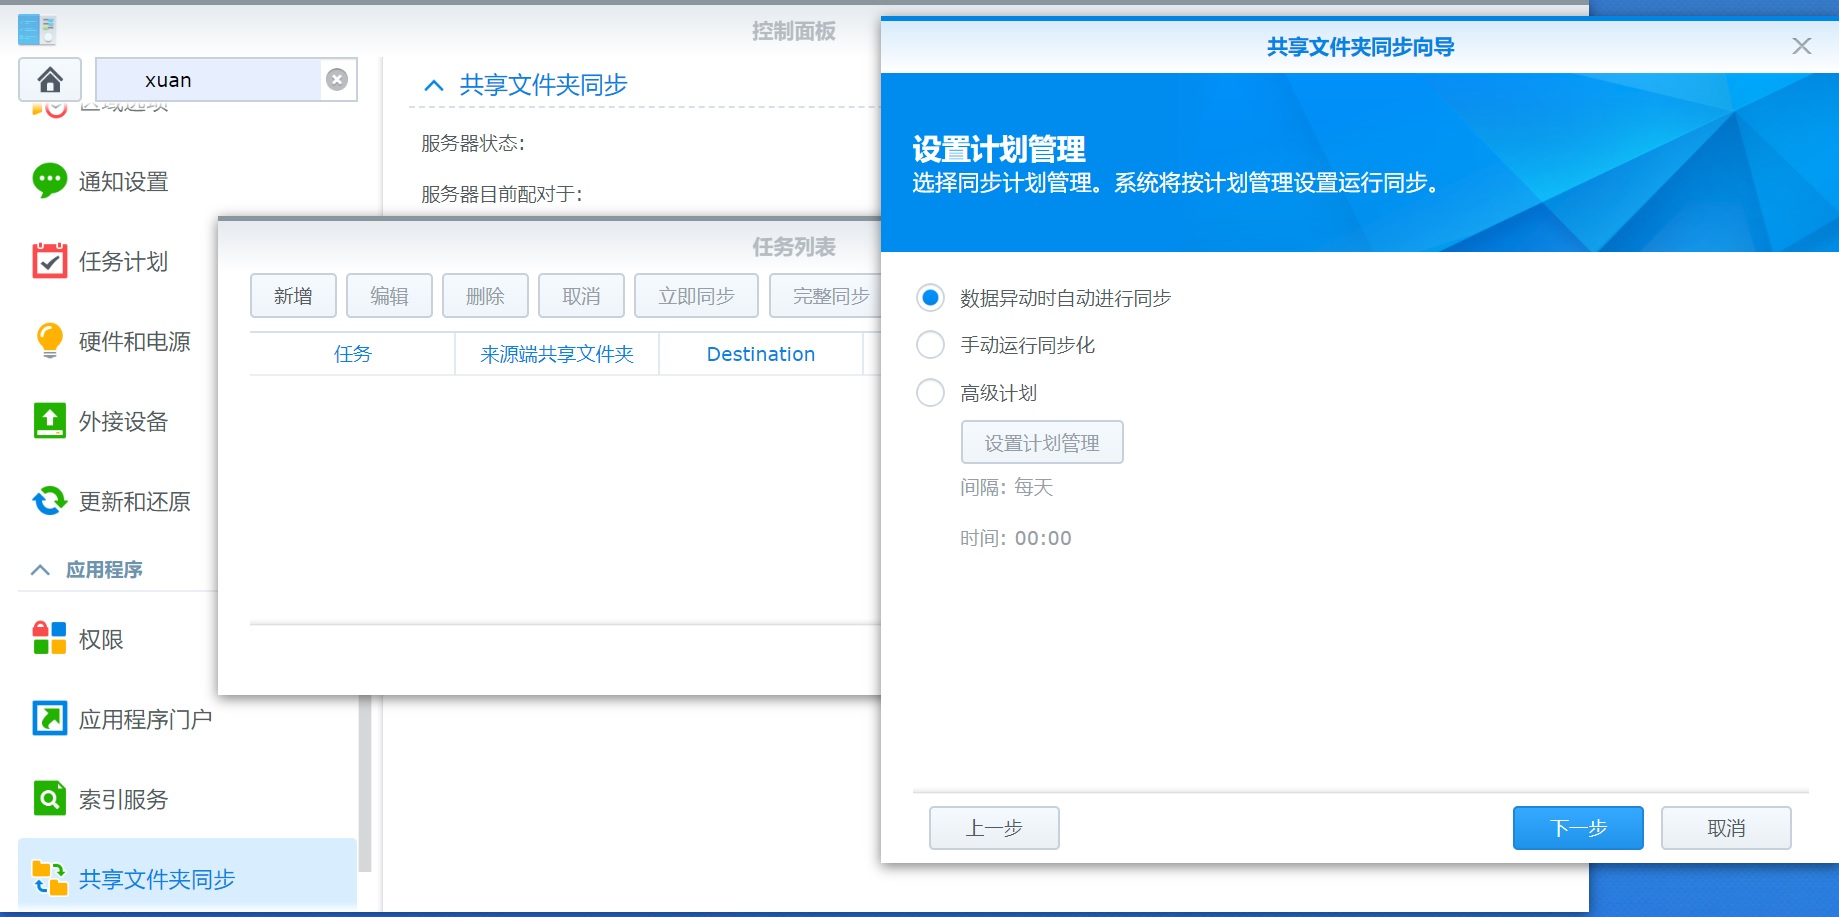 控制面板
xuan
区域选项
通知设置
任务计划
硬件和电源
外接设备
更新和还原
应用程序
权限
应用程序门户
索引服务
共享文件夹同步
共享文件夹同步
服务器状态:
服务器目前配对于:
任务列表
新增 编辑 删除 取消 立即同步 完整同步
任务 来源端共享文件夹 Destination
共享文件夹同步向导
设置计划管理
选择同步计划管理。系统将按计划管理设置运行同步。
数据异动时自动进行同步
手动运行同步化
高级计划
设置计划管理
间隔: 每天
时间: 00:00
上一步 下一步 取消